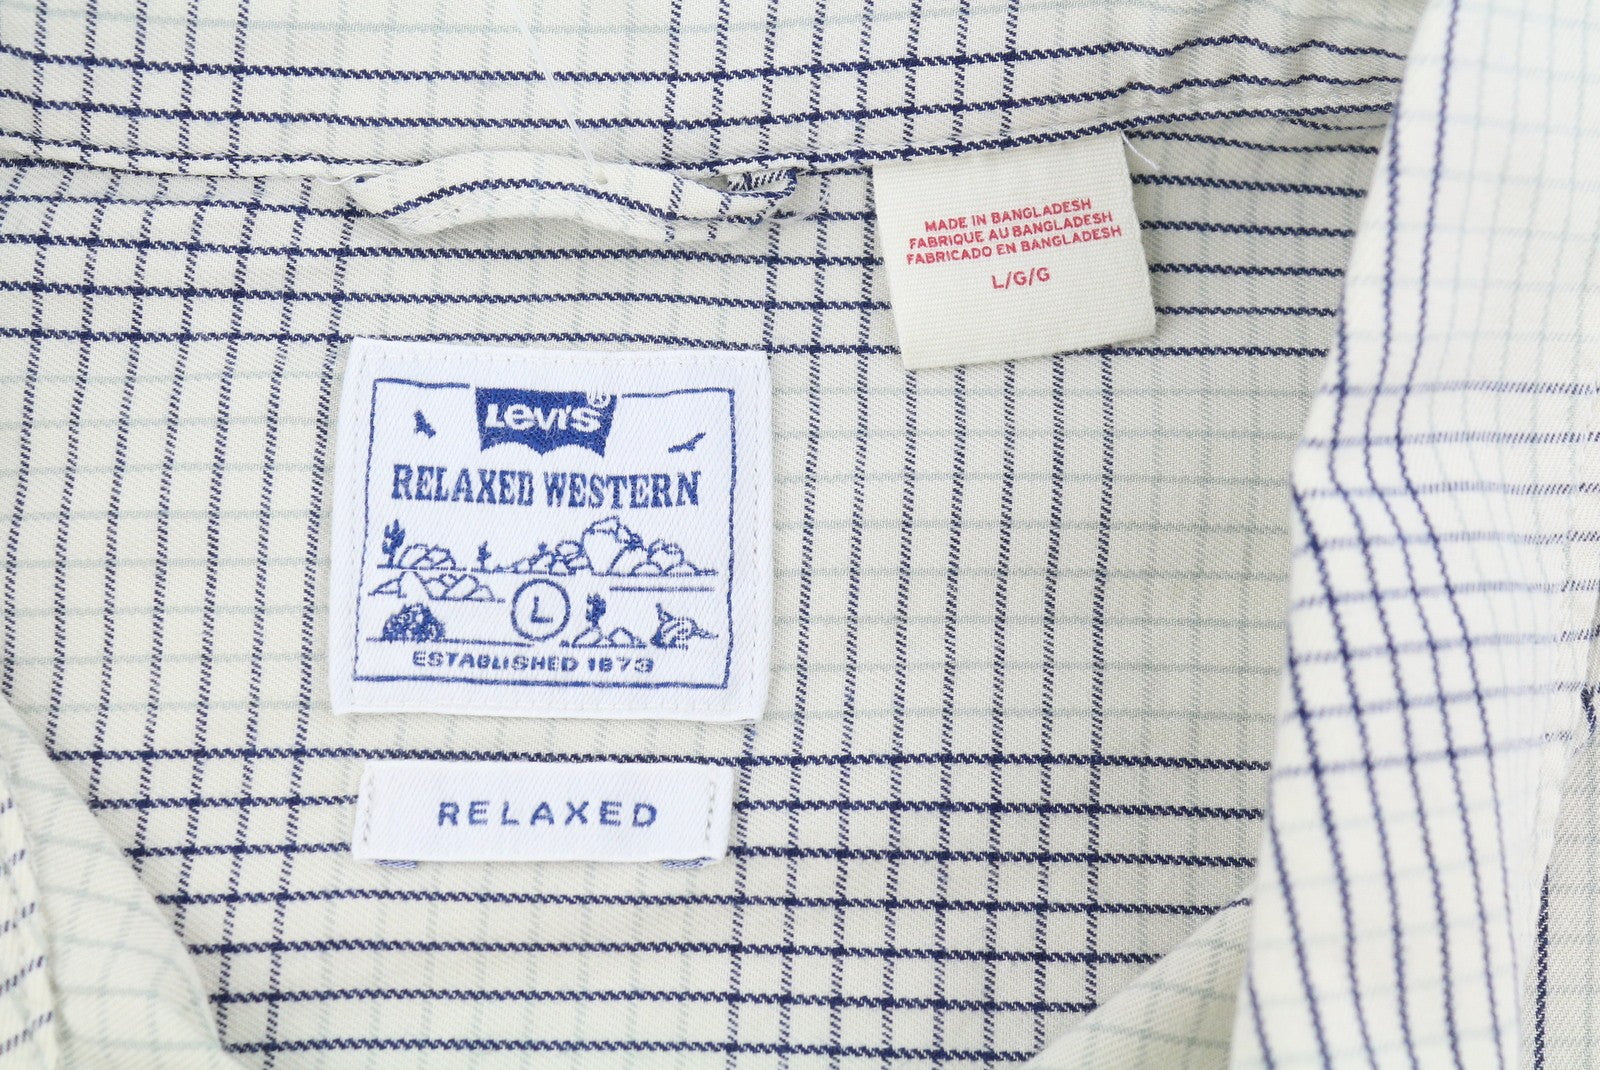 MADE IN BANGLADESH
FABRIQUE AU BANGLADESH
FABRICADO EN BANGLADESH
L/G/G
Levi's®
RELAXED WESTERN
L
ESTABLISHED 1873
RELAXED